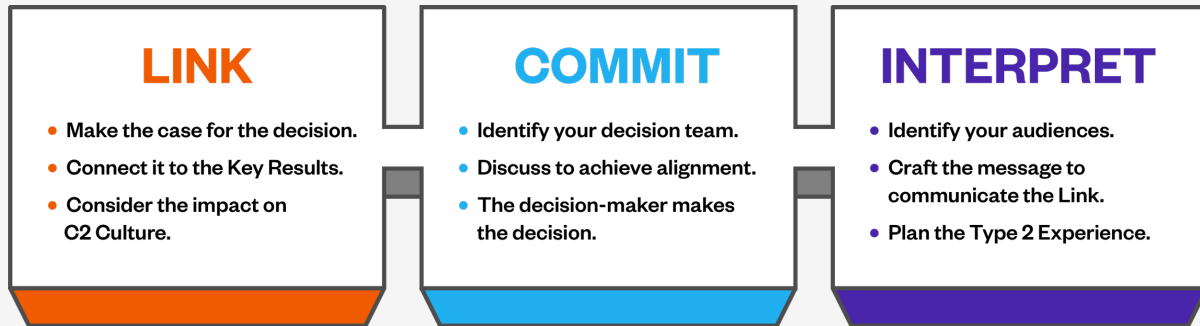 LINK
• Make the case for the decision.
• Connect it to the Key Results.
• Consider the impact on
C2 Culture.
COMMIT
• Identify your decision team.
• Discuss to achieve alignment.
• The decision-maker makes
the decision.
INTERPRET
• Identify your audiences.
• Craft the message to
communicate the Link.
• Plan the Type 2 Experience.